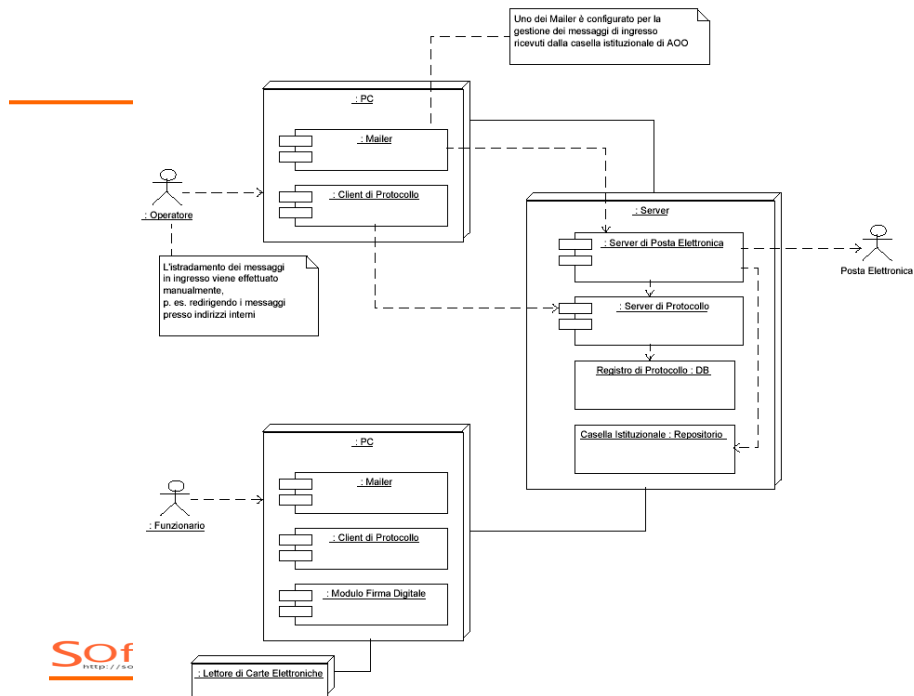 Uno dei Mailer è configurato per la
gestione dei messaggi di ingresso
ricevuti dalla casella istituzionale di AOO
: PC
: Mailer
: Client di Protocollo
: Operatore
L'istradamento dei messaggi
in ingresso viene effettuato
manualmente,
p. es. redirigendo i messaggi
presso indirizzi interni
: Server
: Server di Posta Elettronica
: Server di Protocollo
Registro di Protocollo : DB
Casella Istituzionale : Repositorio
Posta Elettronica
: PC
: Mailer
: Client di Protocollo
: Modulo Firma Digitale
: Funzionario
: Lettore di Carte Elettroniche
Sof
http://so